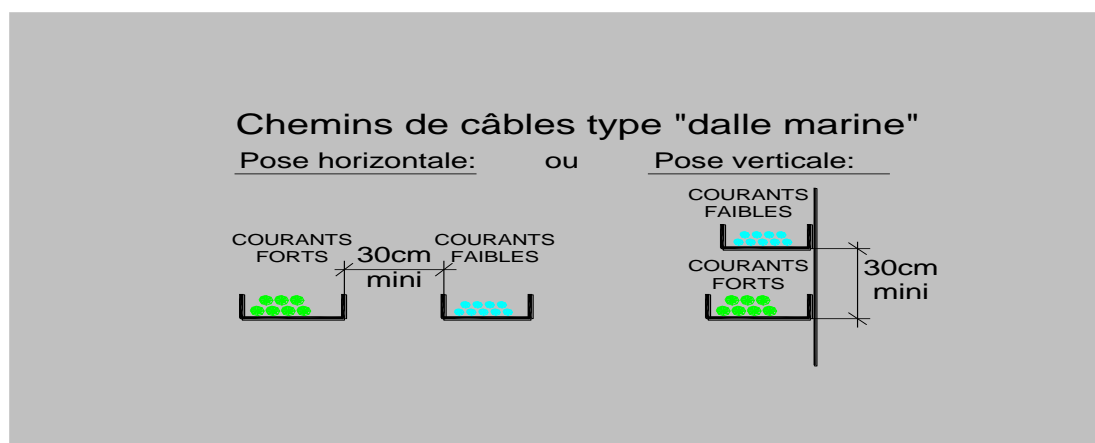 Chemins de câbles type "dalle marine"
Pose horizontale: ou Pose verticale:
COURANTS
FORTS
30cm
mini
COURANTS
FAIBLES
COURANTS
FAIBLES
COURANTS
FORTS
30cm
mini